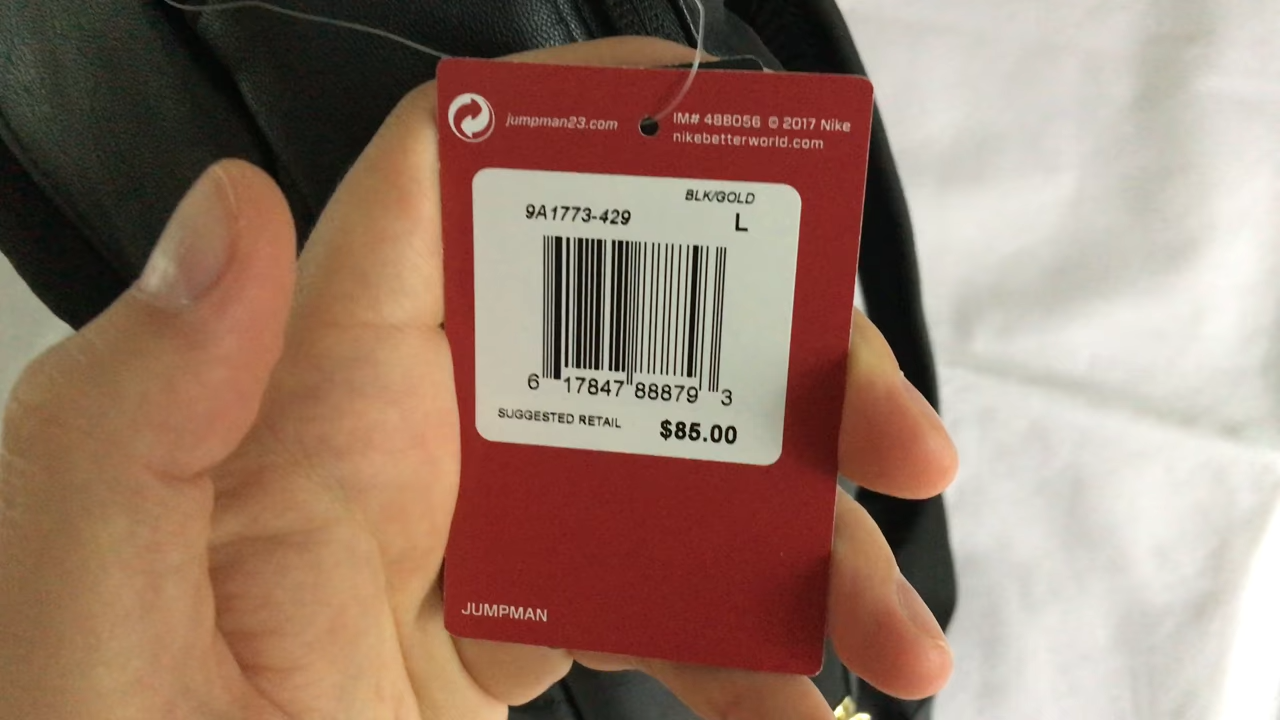 jumpman23.com
IM# 488056 © 2017 Nike
nikebetterworld.com
BLK/GOLD
9A1773-429
L
6 17847 88879 3
SUGGESTED RETAIL $85.00
JUMPMAN